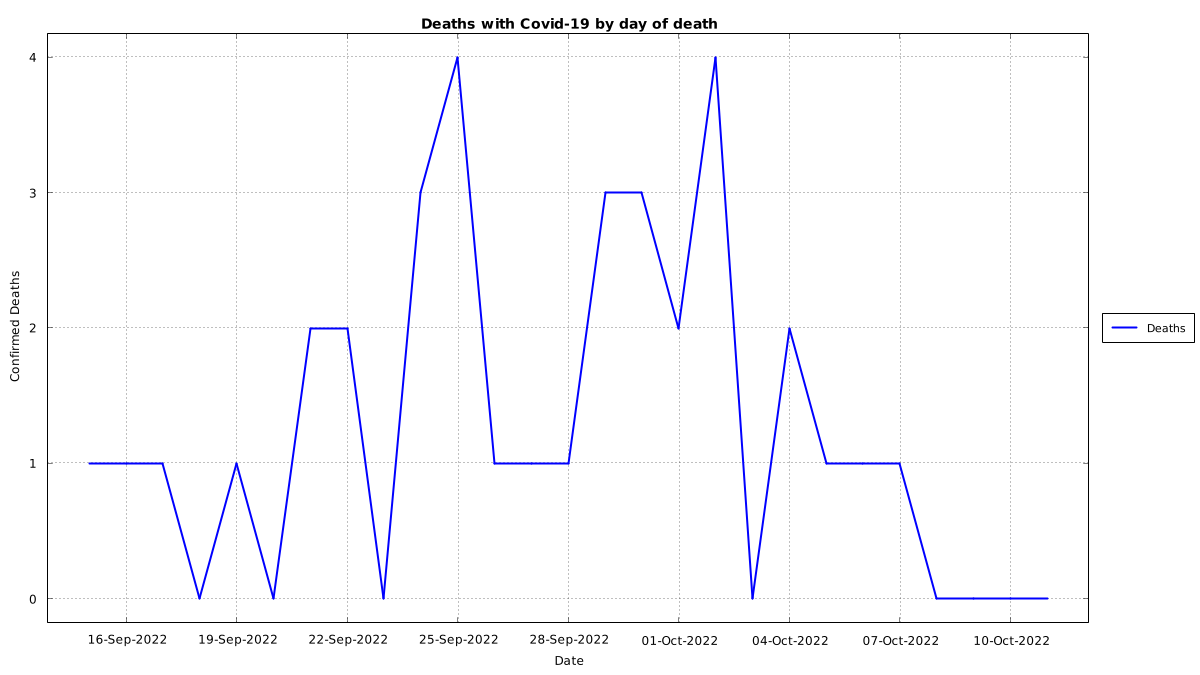 Deaths with Covid-19 by day of death
4
3
2
1
0
Confirmed Deaths
16-Sep-2022
19-Sep-2022
22-Sep-2022
25-Sep-2022
28-Sep-2022
01-Oct-2022
04-Oct-2022
07-Oct-2022
10-Oct-2022
Date
Deaths